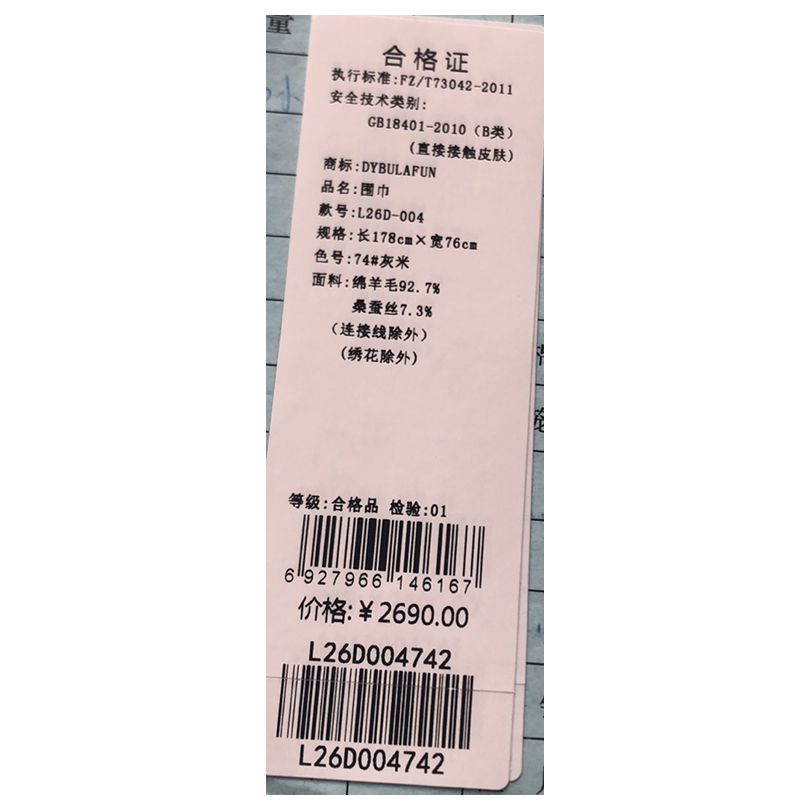 量
合格证
执行标准:FZ/T73042-2011
安全技术类别:
GB18401-2010（B类）
(直接接触皮肤)
商标:DYBULAFUN
品名:围巾
款号:L26D-004
规格:长178cm×宽76cm
色号:74#灰米
面料:绵羊毛92.7%
桑蚕丝7.3%
（连接线除外）
(绣花除外)
等级:合格品 检验:01
6 927966 146167
价格:￥2690.00
L26D004742
L26D004742